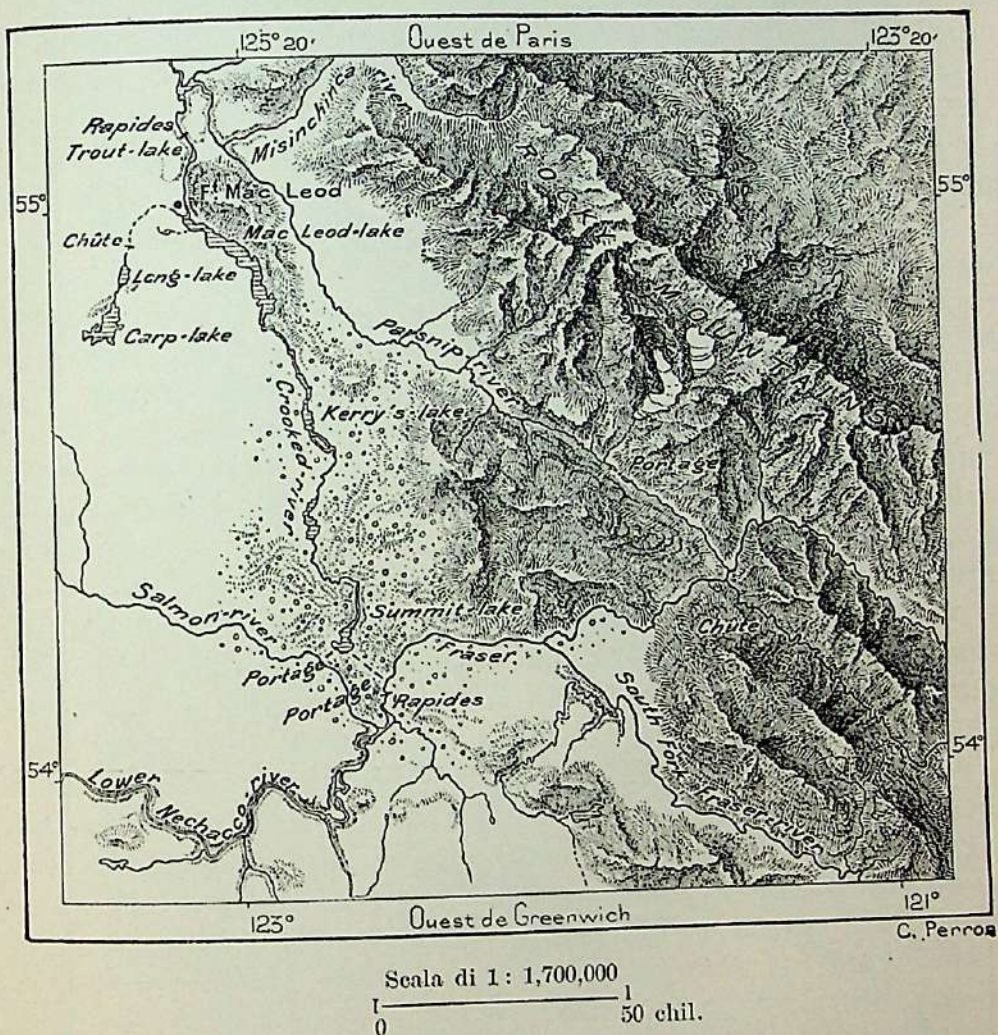 125° 20′ Ouest de Paris 123° 20′
Misinchinca river
Rapides
Trout-lake
ROCKY MOUNTAINS
55° 55°
Ft Mac Leod
Mac Leod-lake
Chûte
Long-lake
Carp-lake
Parsnip river
Crooked-river
Kerry's-lake
Portage
Salmon-river
Summit-lake
Chûte
Fraser
Portage
Portage
Rapides
South Fork Fraser-river
54° 54°
Lower Nechacco-river
123° Ouest de Greenwich 121°
C. Perron
Scala di 1: 1,700,000
0 50 chil.